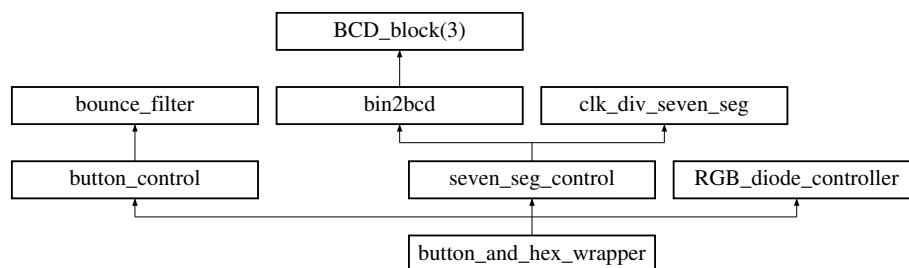 BCD_block(3)
bounce_filter
bin2bcd
clk_div_seven_seg
button_control
seven_seg_control
RGB_diode_controller
button_and_hex_wrapper